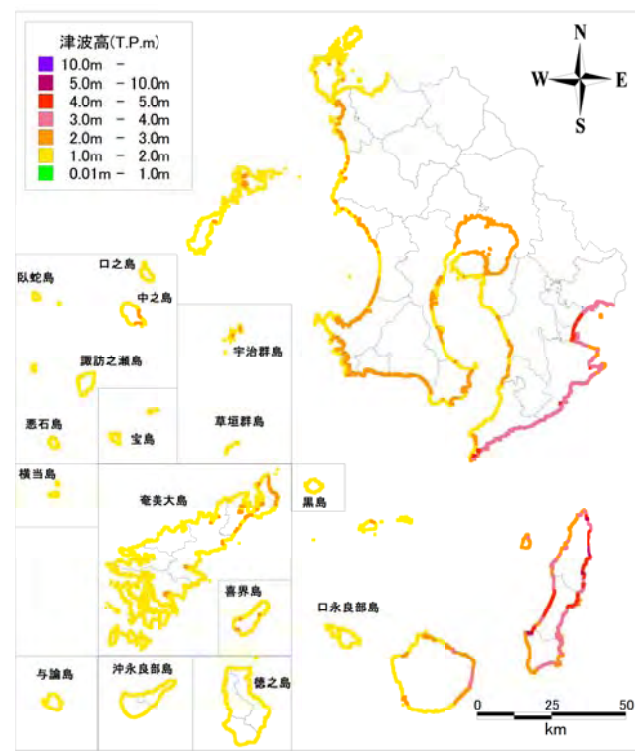 津波高(T.P.m)
10.0m -
5.0m - 10.0m
4.0m - 5.0m
3.0m - 4.0m
2.0m - 3.0m
1.0m - 2.0m
0.01m - 1.0m
N
W E
S
臥蛇島
口之島
中之島
諏訪之瀬島
宇治群島
悪石島
宝島
草垣群島
横当島
奄美大島
黒島
喜界島
口永良部島
与論島
沖永良部島
徳之島
0 25 50
km